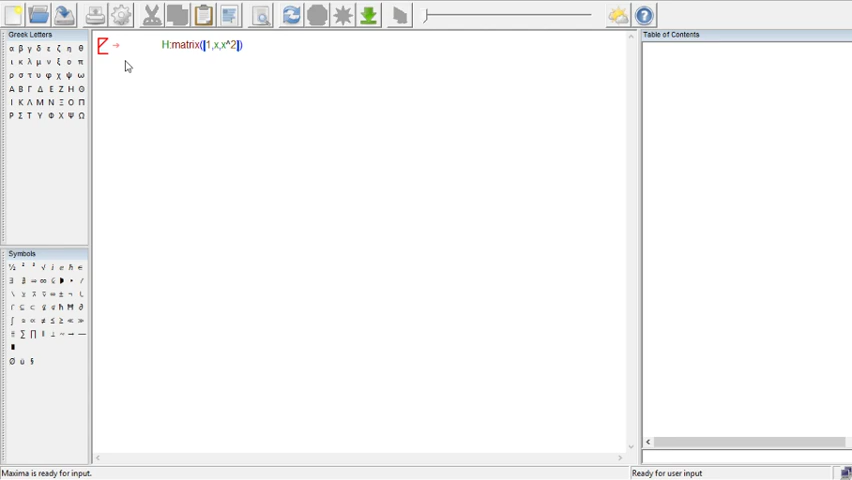 Greek Letters
Table of Contents
H:matrix([1,x,x^2])
α β γ δ ε ζ η θ
ι κ λ μ ν ξ ο π
ρ σ τ υ φ χ ψ ω
Α Β Γ Δ Ε Ζ Η Θ
Ι Κ Λ Μ Ν Ξ Ο Π
Ρ Σ Τ Υ Φ Χ Ψ Ω
Symbols
Maxima is ready for input.
Ready for user input